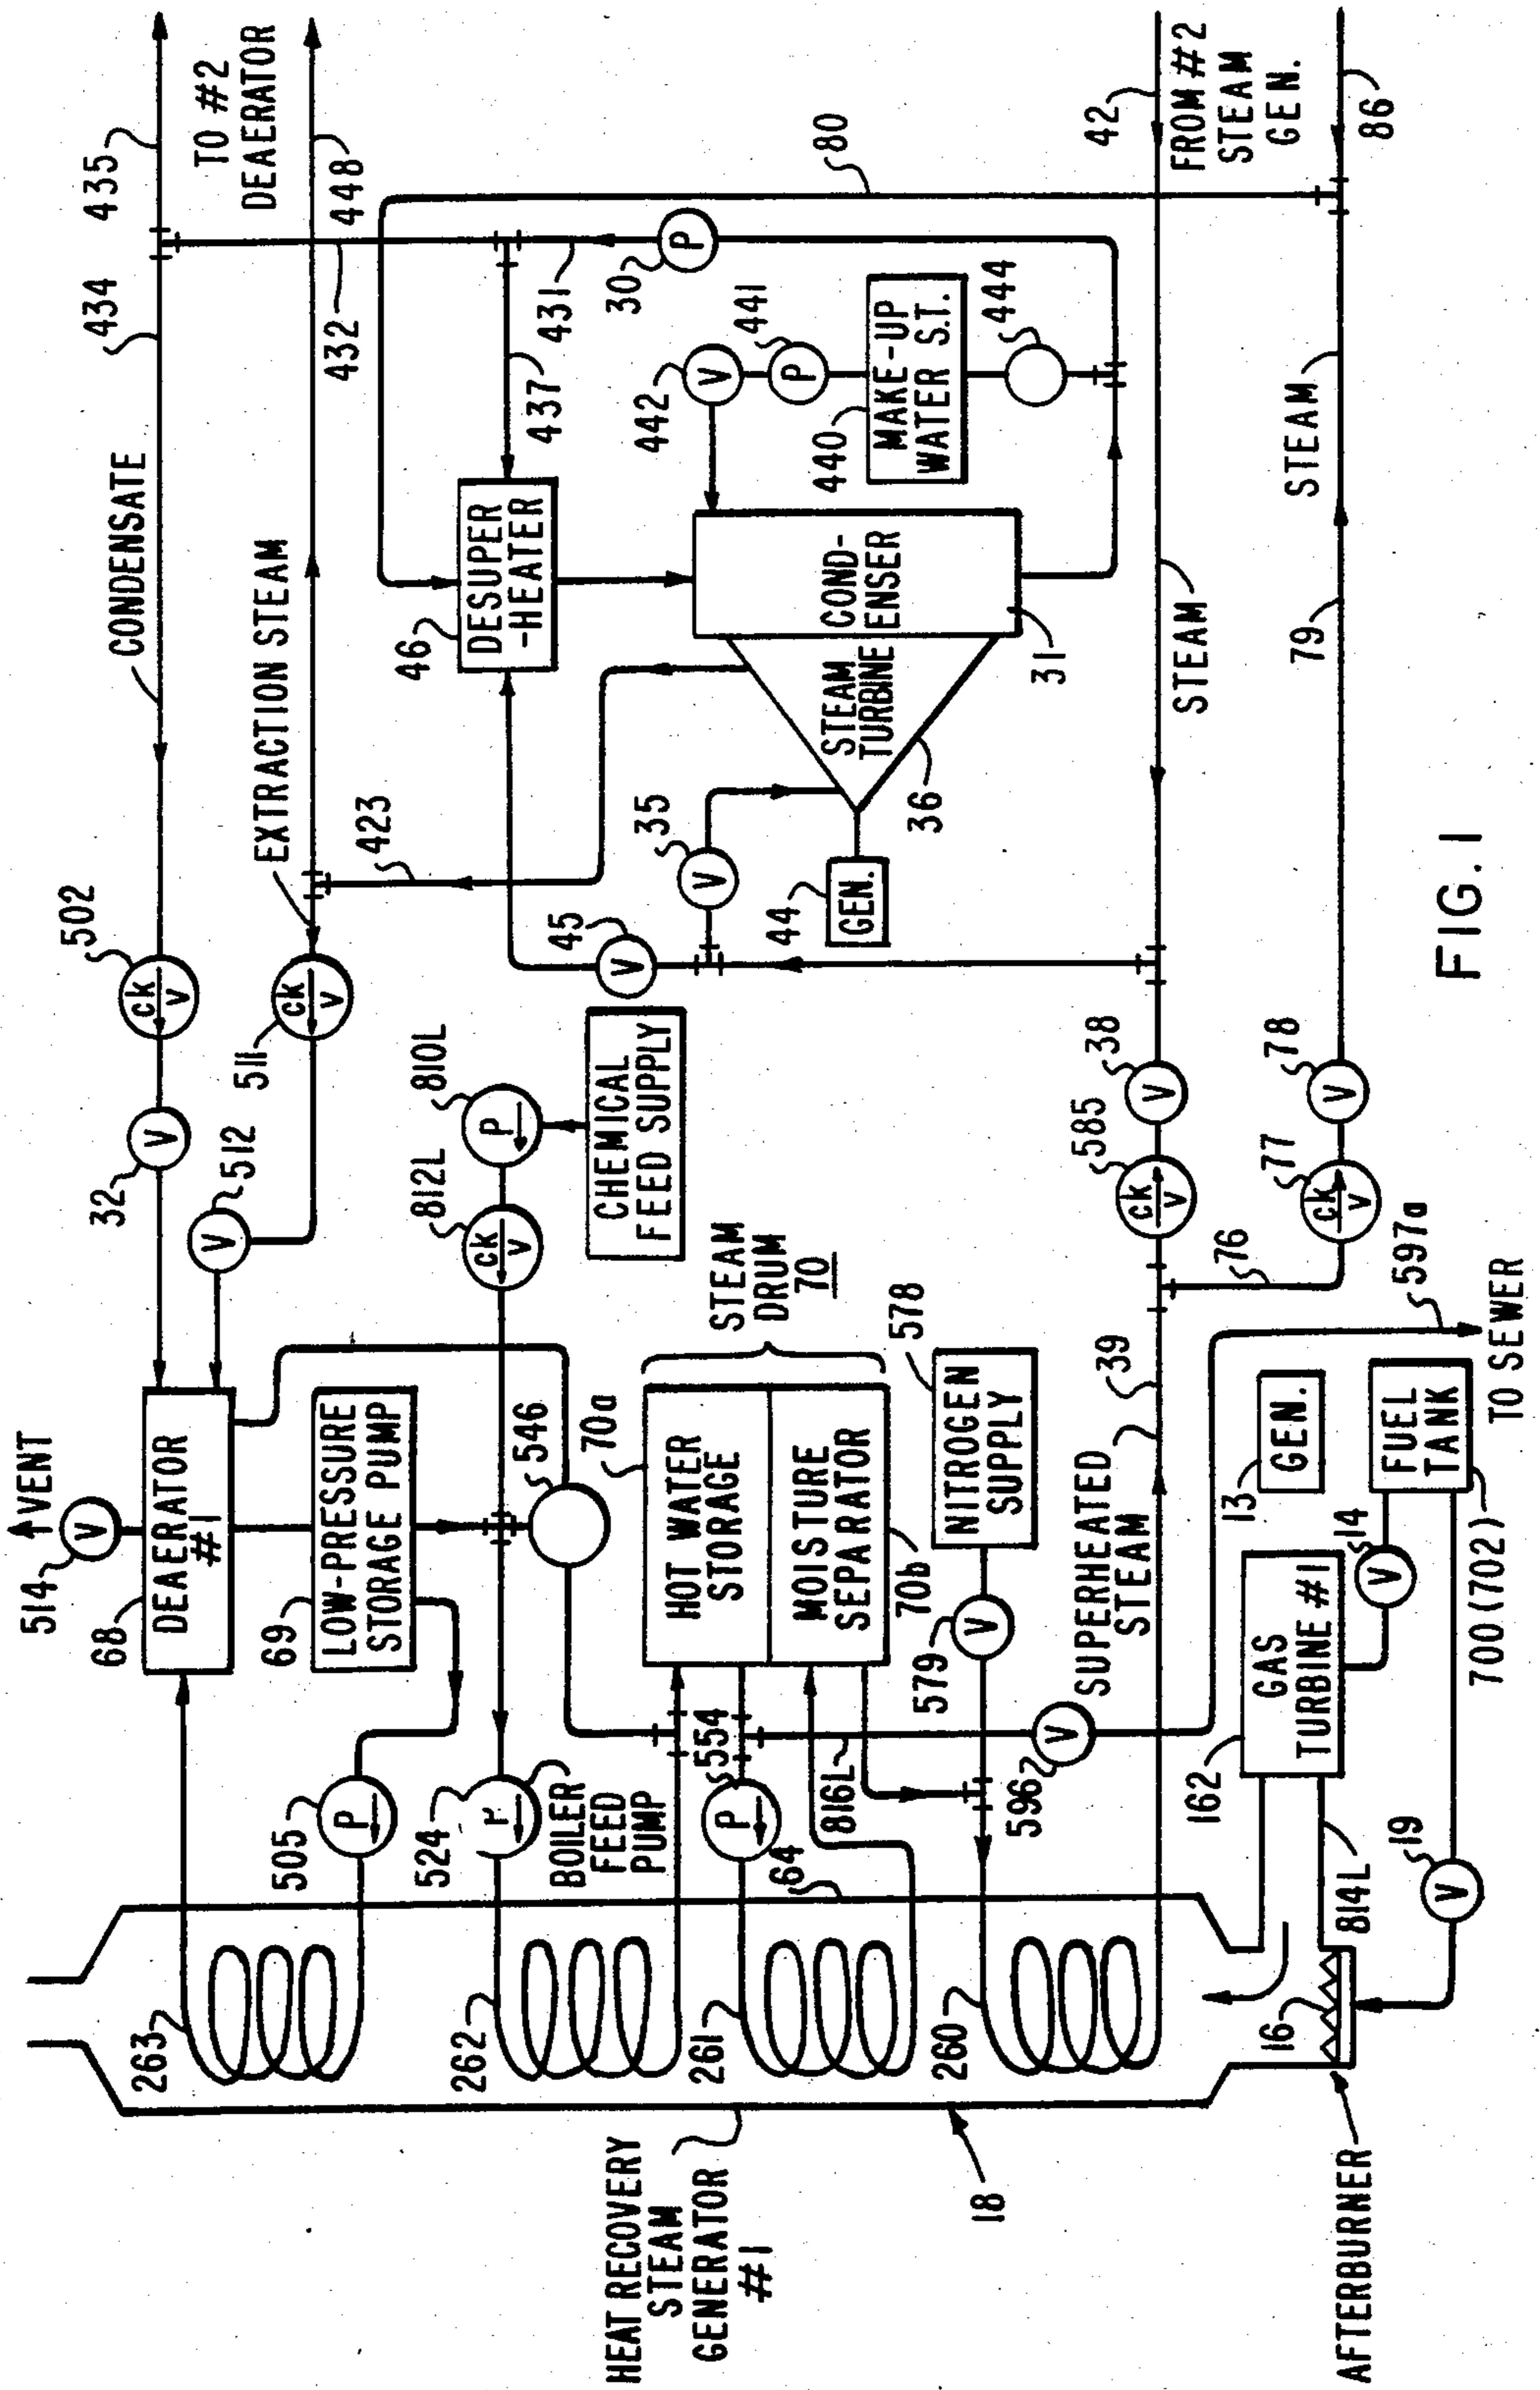 514
VENT
68
DEAERATOR
#1
69
LOW-PRESSURE
STORAGE PUMP
505
263
32
512
502
511
CONDENSATE
EXTRACTION STEAM
423
434
435
TO #2
DEAERATOR
448
432
431
437
30
80
46
DESUPER
-HEATER
45
35
44
GEN.
36
STEAM
TURBINE
COND-
ENSER
31
442
441
440
MAKE-UP
WATER S.T.
444
42
FROM #2
STEAM
GEN.
86
STEAM
STEAM
79
810L
812L
CHEMICAL
FEED SUPPLY
546
524
BOILER
FEED
PUMP
262
STEAM
DRUM
70
70a
HOT WATER
STORAGE
MOISTURE
SEPARATOR
70b
554
64
816L
261
578
NITROGEN
SUPPLY
579
596
260
585
38
77
78
76
39
SUPERHEATED
STEAM
597a
TO SEWER
13
GEN.
FUEL
TANK
14
700 (702)
162
GAS
TURBINE #1
814L
19
16
AFTERBURNER
18
HEAT RECOVERY
STEAM
GENERATOR
#1
V
V
V
ck
V
ck
V
P
P
ck
V
P
P
V
V
P
V
P
V
V
ck
V
V
ck
V
V
V
V
FIG. 1